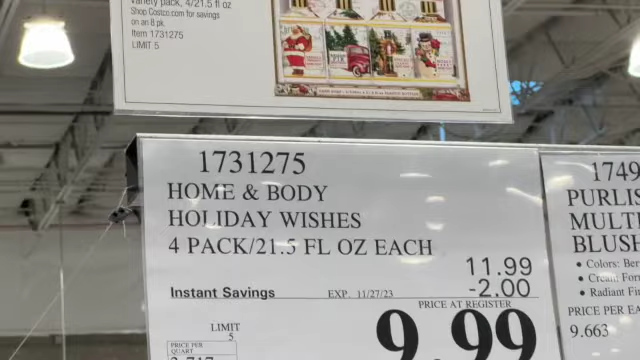 variety pack, 4/21.5 fl oz
Shop Costco.com for savings
on an 8 pk.
Item 1731275
LIMIT 5
1731275
HOME & BODY
HOLIDAY WISHES
4 PACK/21.5 FL OZ EACH
11.99
Instant Savings EXP. 11/27/23 -2.00
PRICE AT REGISTER
9.99
LIMIT
5
PRICE PER
QUART
1749
PURLIS
MULTI
BLUSH
• Colors: Ber
• Cream For
• Radiant Fi
PRICE PER EA
9.663